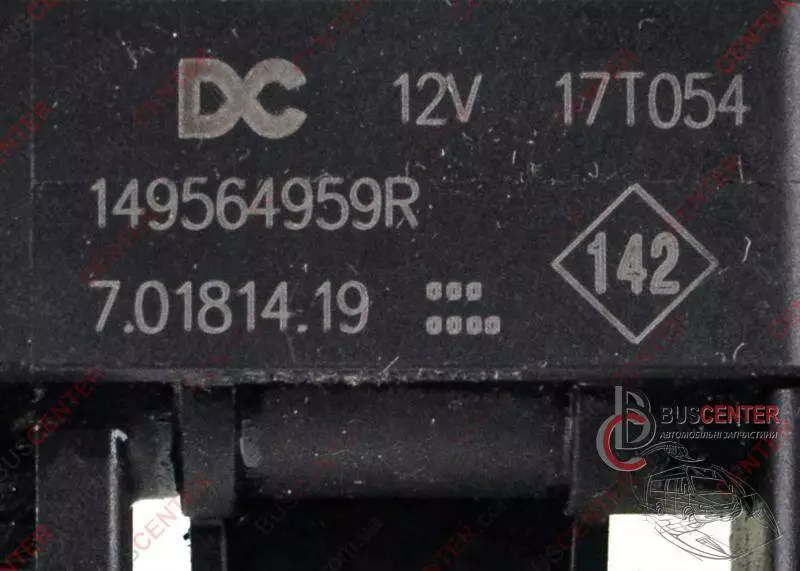 DC 12V 17T054
149564959R
142
7.01814.19
BUSCENTER
АВТОМОБІЛЬНІ ЗАПЧАСТИНИ